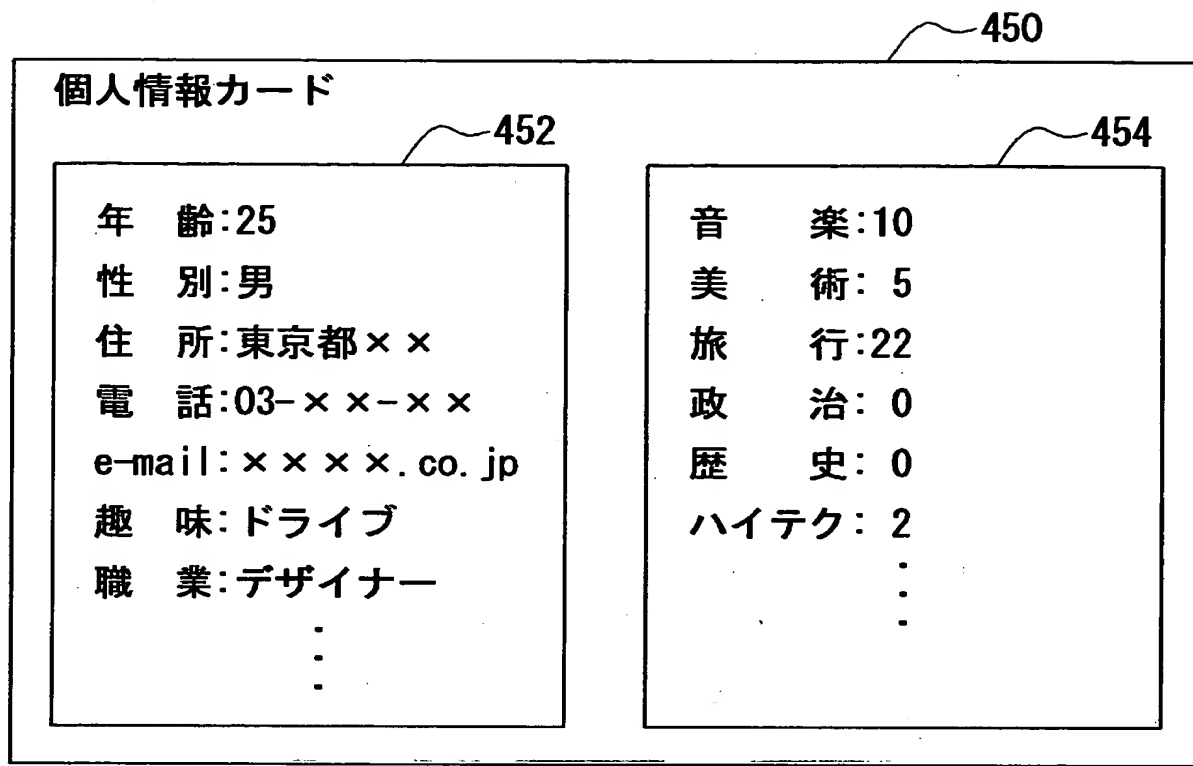 450
個人情報カード
452
年　齢:25
性　別:男
住　所:東京都××
電　話:03-××-××
e-mail:××××.co.jp
趣　味:ドライブ
職　業:デザイナー
454
音　　楽:10
美　　術: 5
旅　　行:22
政　　治: 0
歴　　史: 0
ハイテク: 2